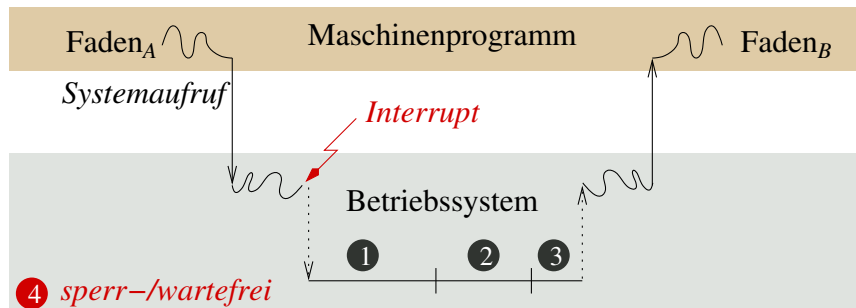 Faden_A Maschinenprogramm Faden_B
Systemaufruf
Interrupt
Betriebssystem
1 2 3
4 sperr−/wartefrei